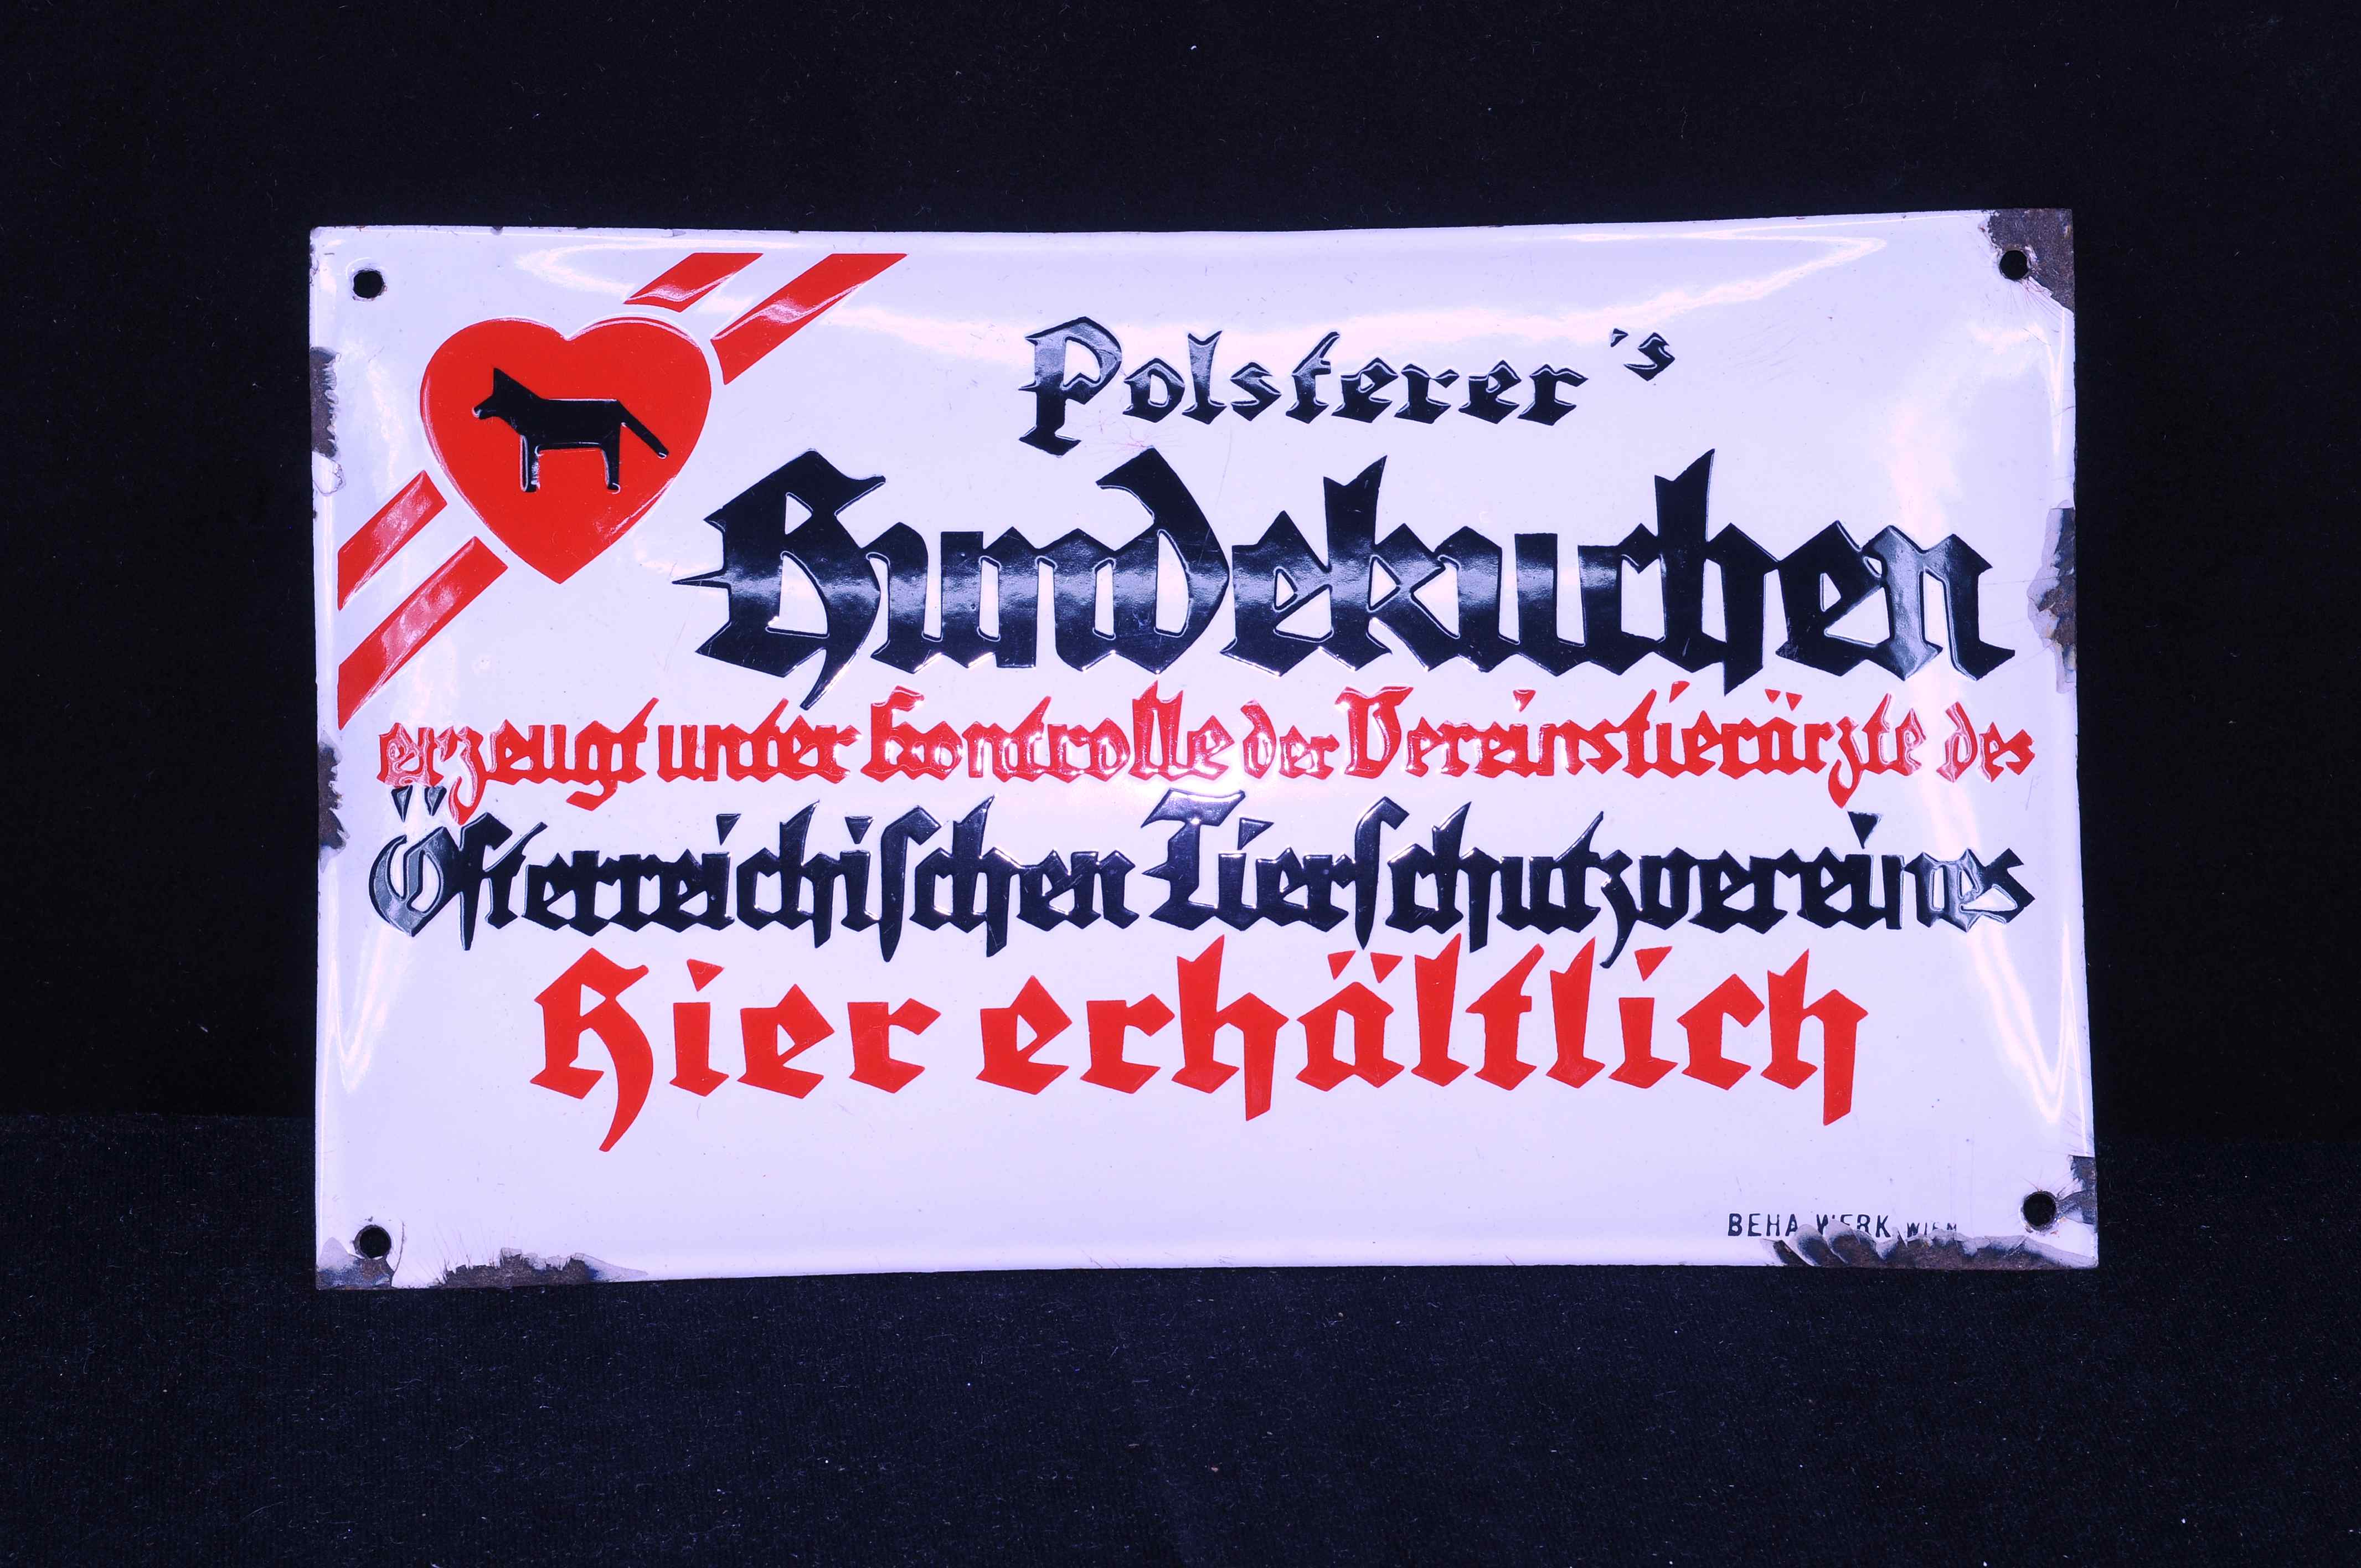 Polsterer's
Hundekuchen
erzeugt unter Kontrolle der Vereinstierärzte des
Öſterreichiſchen Tierſchutzvereines
Hier erhältlich
BEHA WERK WIEN